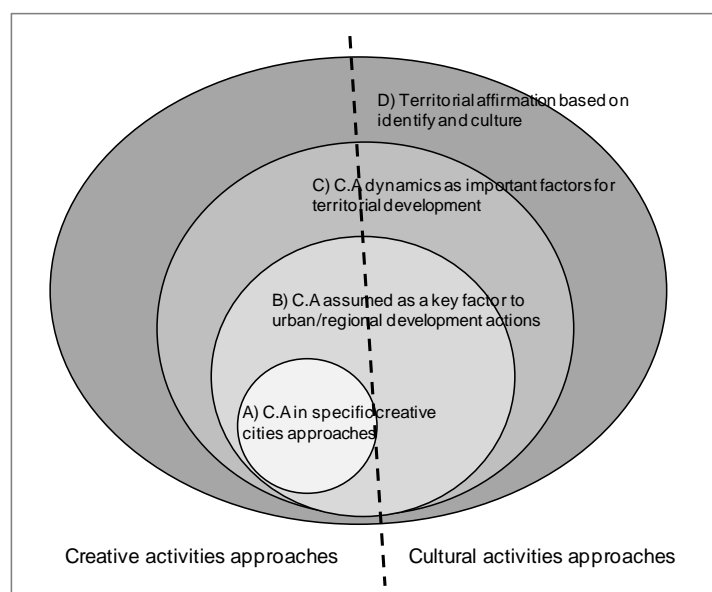 D) Territorial affirmation based on
identify and culture
C) C.A dynamics as important factors for
territorial development
B) C.A assumed as a key factor to
urban/regional development actions
A) C.A in specific creative
cities approaches
Creative activities approaches
Cultural activities approaches